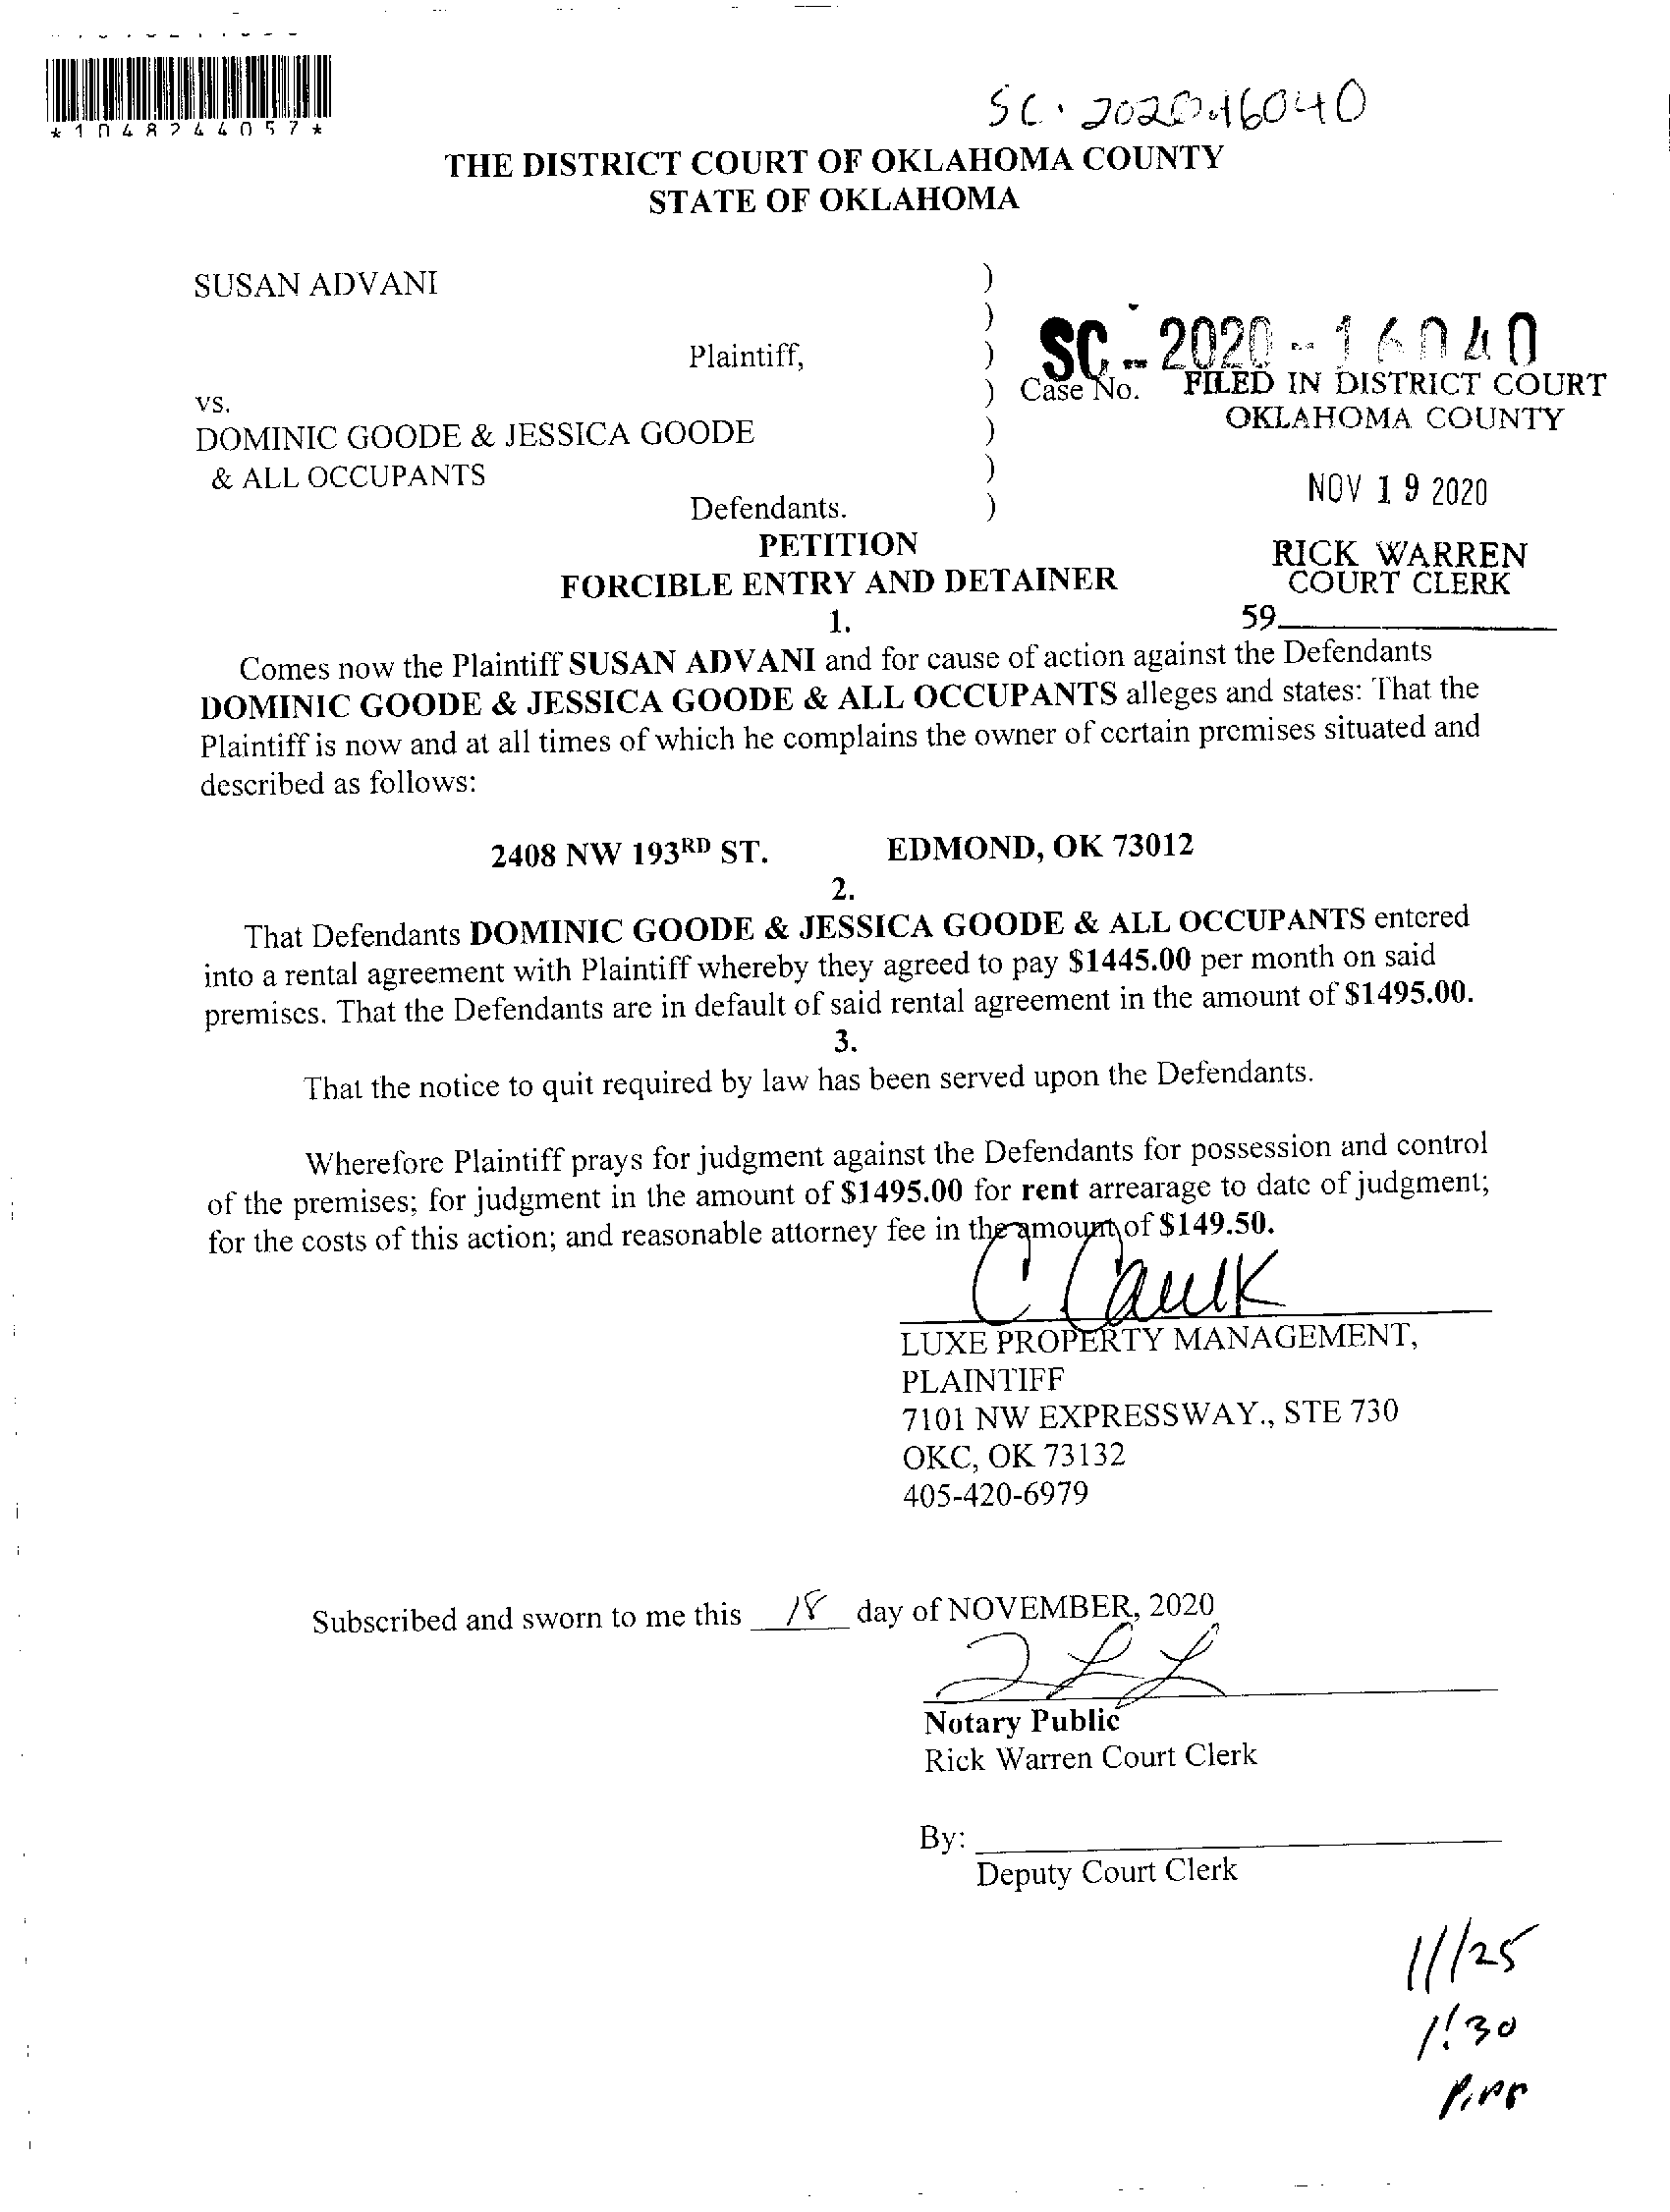 *1048244057*
SC. 2020-16040
THE DISTRICT COURT OF OKLAHOMA COUNTY
STATE OF OKLAHOMA
SUSAN ADVANI )
)
Plaintiff, ) SC - 2020 - 16040
) Case No. FILED IN DISTRICT COURT
vs. OKLAHOMA COUNTY
DOMINIC GOODE & JESSICA GOODE )
& ALL OCCUPANTS )
NOV 19 2020
Defendants. )
PETITION
RICK WARREN
FORCIBLE ENTRY AND DETAINER COURT CLERK
1. 59
Comes now the Plaintiff SUSAN ADVANI and for cause of action against the Defendants
DOMINIC GOODE & JESSICA GOODE & ALL OCCUPANTS alleges and states: That the
Plaintiff is now and at all times of which he complains the owner of certain premises situated and
described as follows:
2408 NW 193RD ST. EDMOND, OK 73012
2.
That Defendants DOMINIC GOODE & JESSICA GOODE & ALL OCCUPANTS entered
into a rental agreement with Plaintiff whereby they agreed to pay $1445.00 per month on said
premises. That the Defendants are in default of said rental agreement in the amount of $1495.00.
3.
That the notice to quit required by law has been served upon the Defendants.
Wherefore Plaintiff prays for judgment against the Defendants for possession and control
of the premises; for judgment in the amount of $1495.00 for rent arrearage to date of judgment;
for the costs of this action; and reasonable attorney fee in the amount of $149.50.
C Caulk
LUXE PROPERTY MANAGEMENT,
PLAINTIFF
7101 NW EXPRESSWAY., STE 730
OKC, OK 73132
405-420-6979
Subscribed and sworn to me this 18 day of NOVEMBER, 2020
Notary Public
Rick Warren Court Clerk
By:
Deputy Court Clerk
11/25
1:30